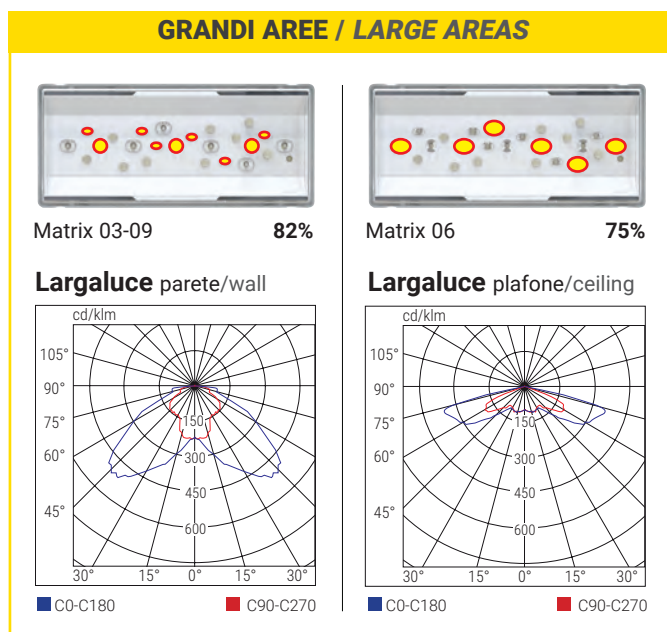 GRANDI AREE / LARGE AREAS
Matrix 03-09 82%
Largaluce parete/wall
cd/klm
105°
90°
75°
60°
45°
150
300
450
600
30° 15° 0° 15° 30°
C0-C180 C90-C270
Matrix 06 75%
Largaluce plafone/ceiling
cd/klm
105°
90°
75°
60°
45°
150
300
450
600
30° 15° 0° 15° 30°
C0-C180 C90-C270